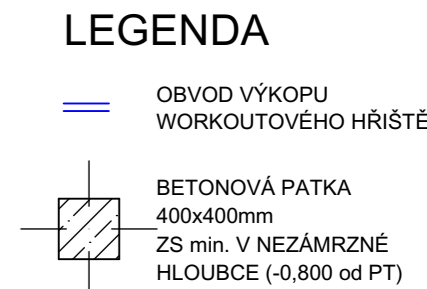 LEGENDA
OBVOD VÝKOPU
WORKOUTOVÉHO HŘIŠTĚ
BETONOVÁ PATKA
400x400mm
ZS min. V NEZÁMRZNÉ
HLOUBCE (-0,800 od PT)